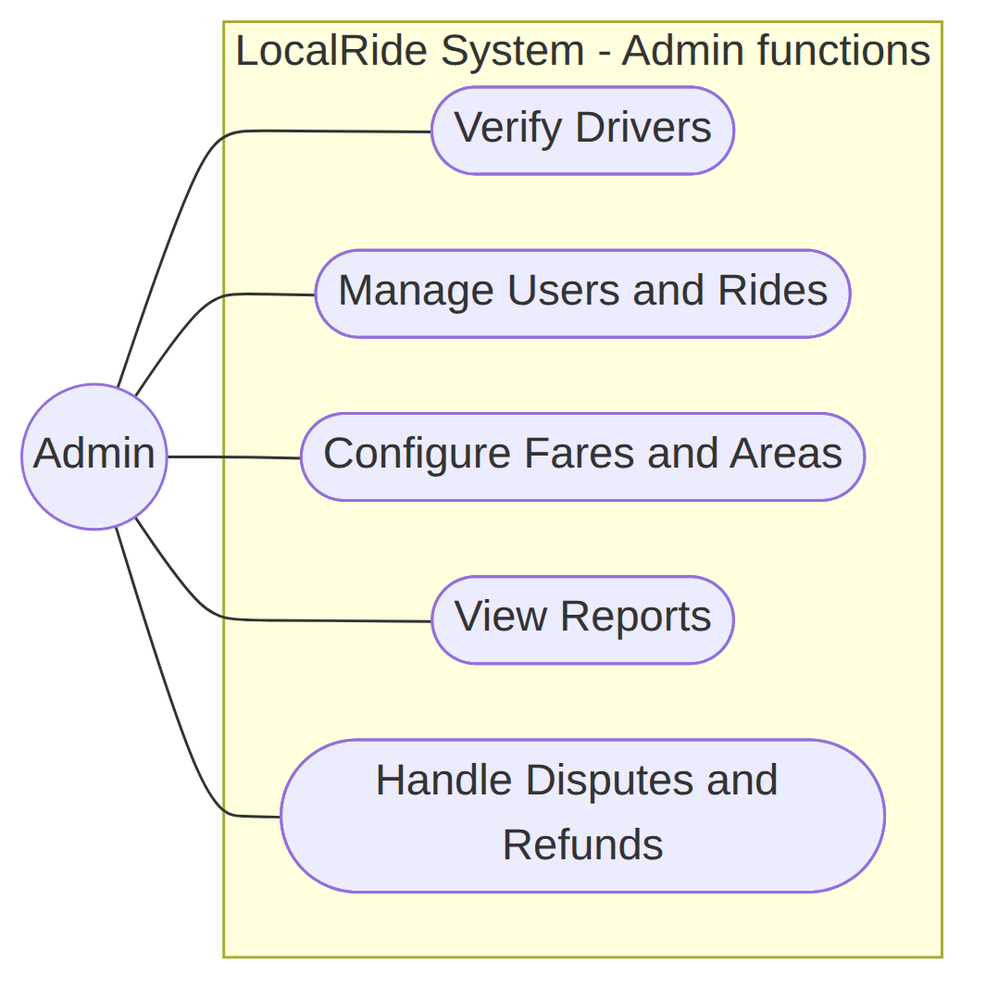 LocalRide System - Admin functions
Verify Drivers
Manage Users and Rides
Admin
Configure Fares and Areas
View Reports
Handle Disputes and
Refunds